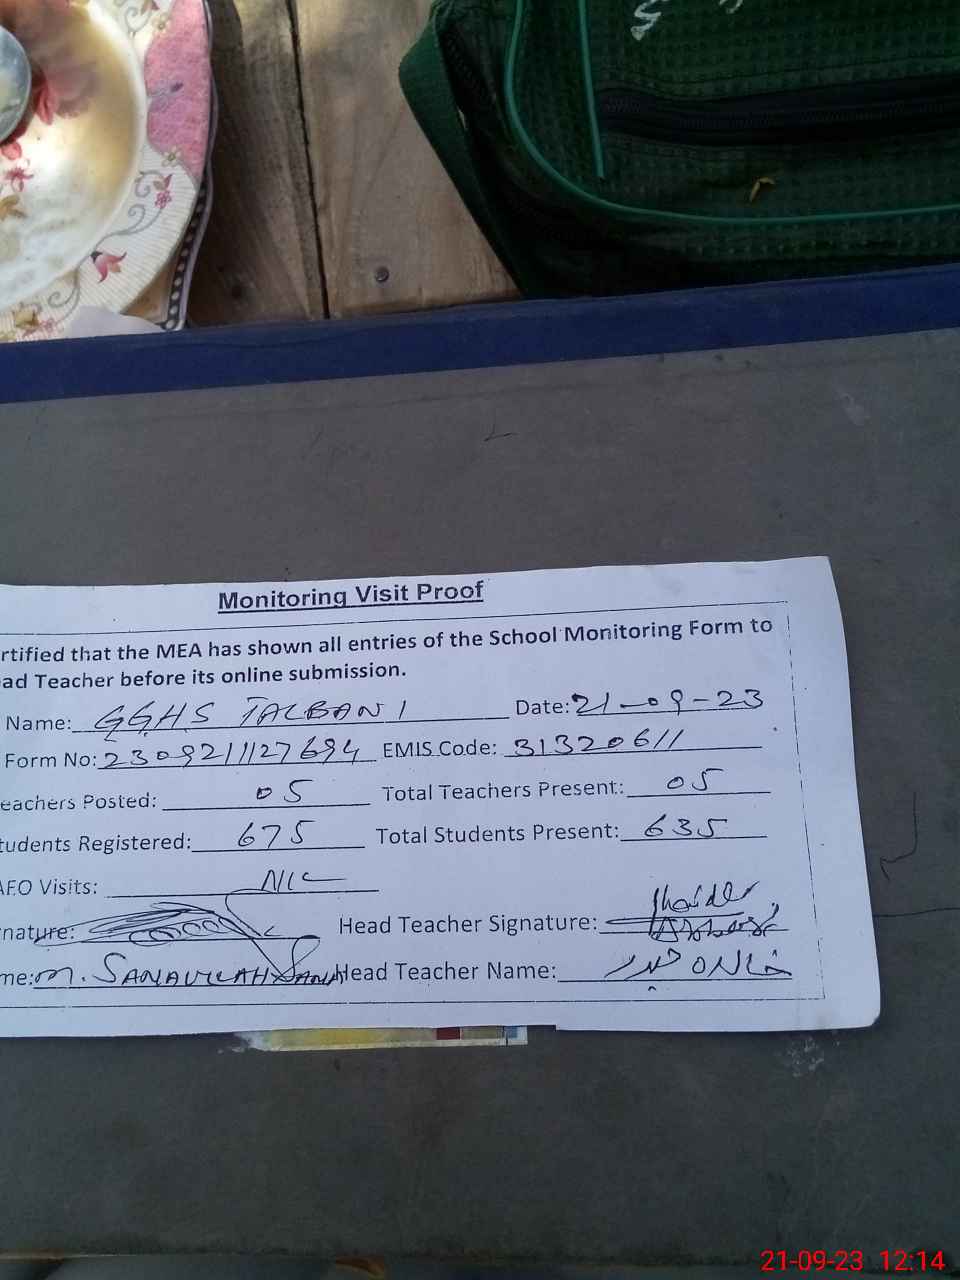 Monitoring Visit Proof
rtified that the MEA has shown all entries of the School Monitoring Form to
ad Teacher before its online submission.
Name: GGHS TALBANI Date: 21-09-23
Form No: 2309211127694 EMIS Code: 31320611
eachers Posted: 05 Total Teachers Present: 05
tudents Registered: 675 Total Students Present: 635
AEO Visits: NIL
nature: Head Teacher Signature:
me: M. SANAULLAH SANA Head Teacher Name:
21-09-23 12:14